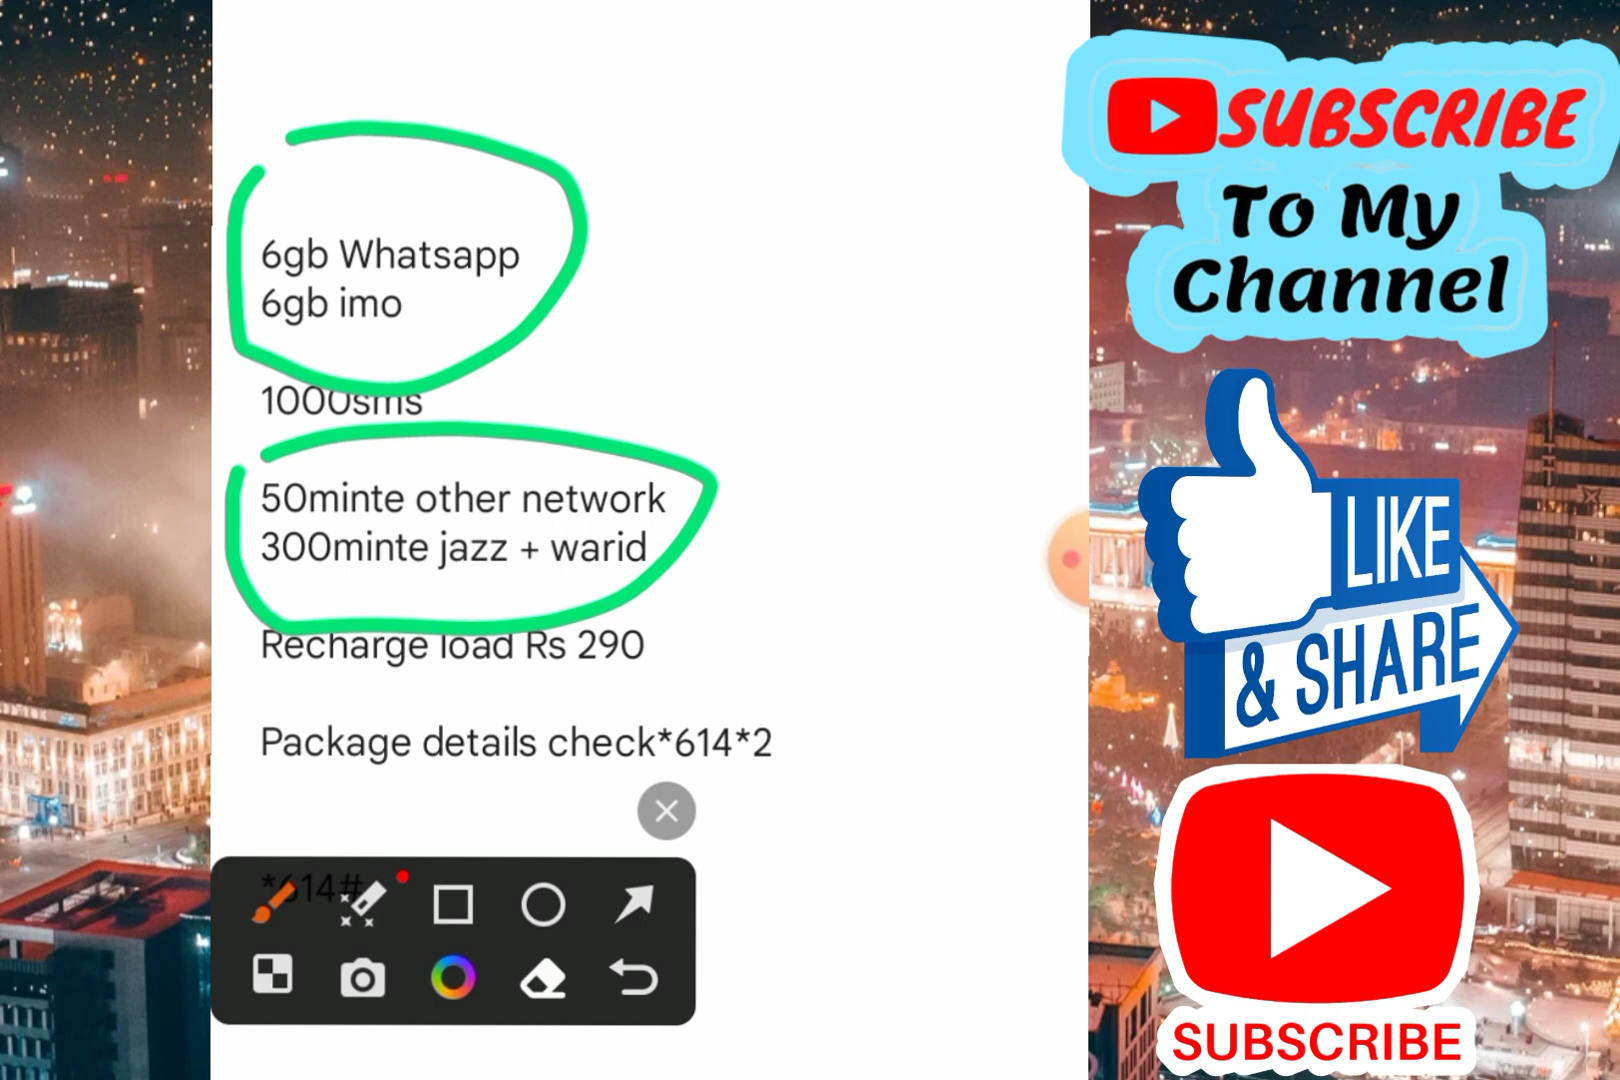 6gb Whatsapp
6gb imo
1000sms
50minte other network
300minte jazz + warid
Recharge load Rs 290
Package details check*614*2
*614#
SUBSCRIBE
To My
Channel
LIKE
& SHARE
SUBSCRIBE